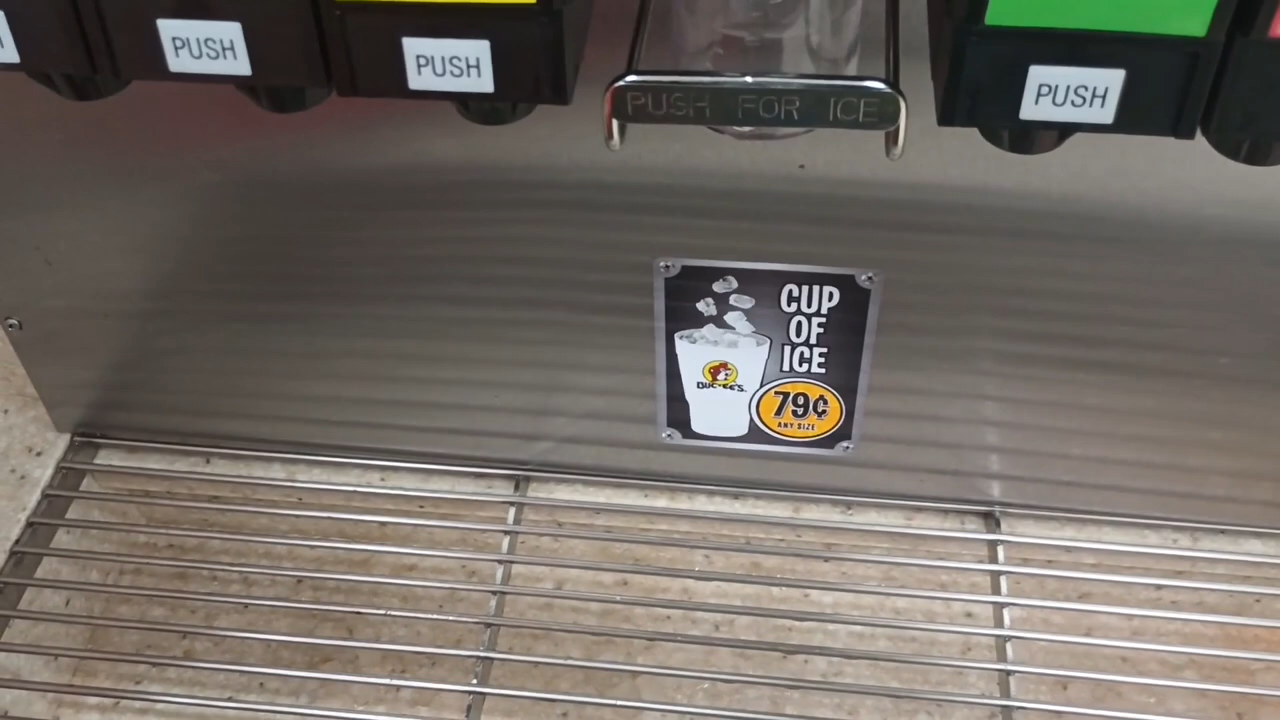 PUSH
PUSH
PUSH FOR ICE
PUSH
CUP
OF
ICE
BUC-EE'S
79¢
ANY SIZE